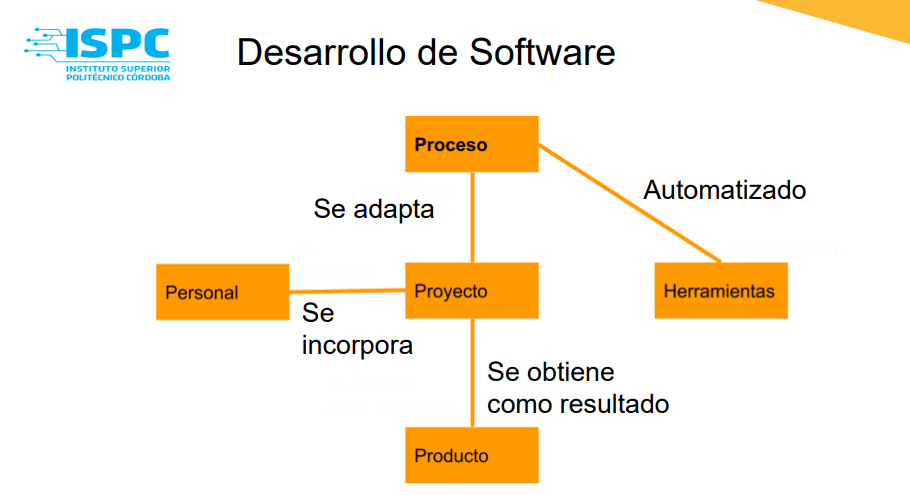 ISPC
INSTITUTO SUPERIOR
POLITÉCNICO CÓRDOBA
Desarrollo de Software
Proceso
Automatizado
Se adapta
Personal
Proyecto
Herramientas
Se
incorpora
Se obtiene
como resultado
Producto